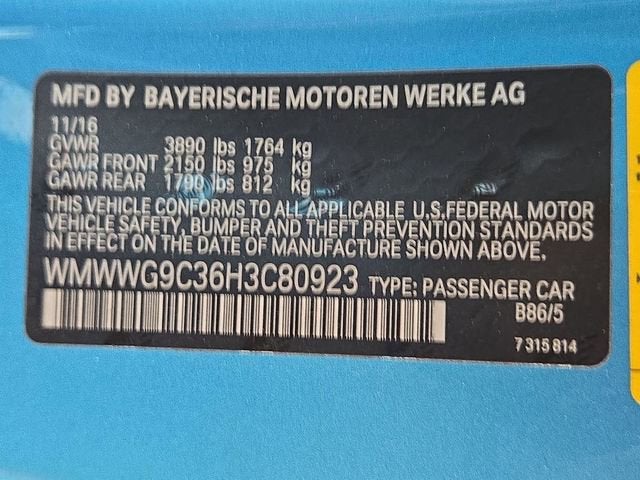 MFD BY BAYERISCHE MOTOREN WERKE AG
11/16
GVWR 3890 lbs 1764 kg
GAWR FRONT 2150 lbs 975 kg
GAWR REAR 1790 lbs 812 kg
THIS VEHICLE CONFORMS TO ALL APPLICABLE U.S.FEDERAL MOTOR
VEHICLE SAFETY, BUMPER AND THEFT PREVENTION STANDARDS
IN EFFECT ON THE DATE OF MANUFACTURE SHOWN ABOVE.
WMWWG9C36H3C80923 TYPE: PASSENGER CAR
B86/5
7 315 814